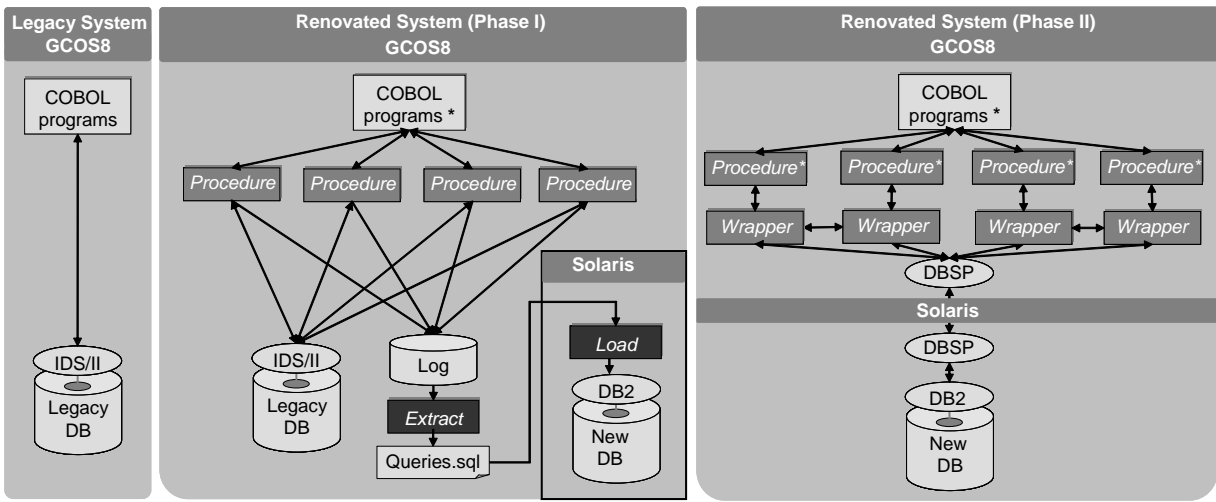 Legacy System
GCOS8
COBOL
programs
IDS/II
Legacy
DB
Renovated System (Phase I)
GCOS8
COBOL
programs *
Procedure
Procedure
Procedure
Procedure
IDS/II
Legacy
DB
Log
Extract
Queries.sql
Solaris
Load
DB2
New
DB
Renovated System (Phase II)
GCOS8
COBOL
programs *
Procedure*
Procedure*
Procedure*
Procedure*
Wrapper
Wrapper
Wrapper
Wrapper
DBSP
Solaris
DBSP
DB2
New
DB